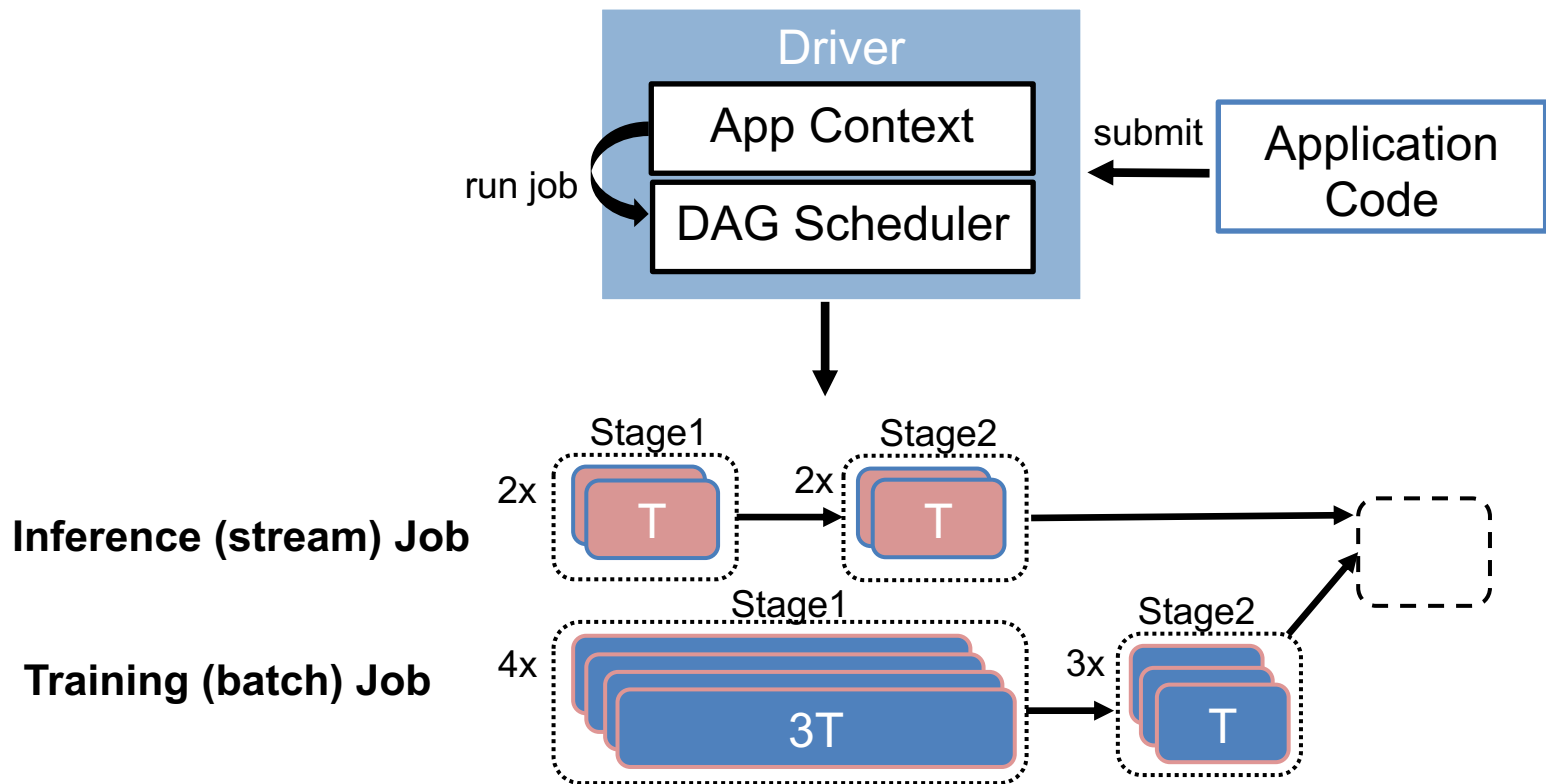 Driver
App Context
submit
Application
Code
run job
DAG Scheduler
Stage1
Stage2
2x
T
2x
T
Inference (stream) Job
Stage1
Stage2
4x
3T
3x
T
Training (batch) Job